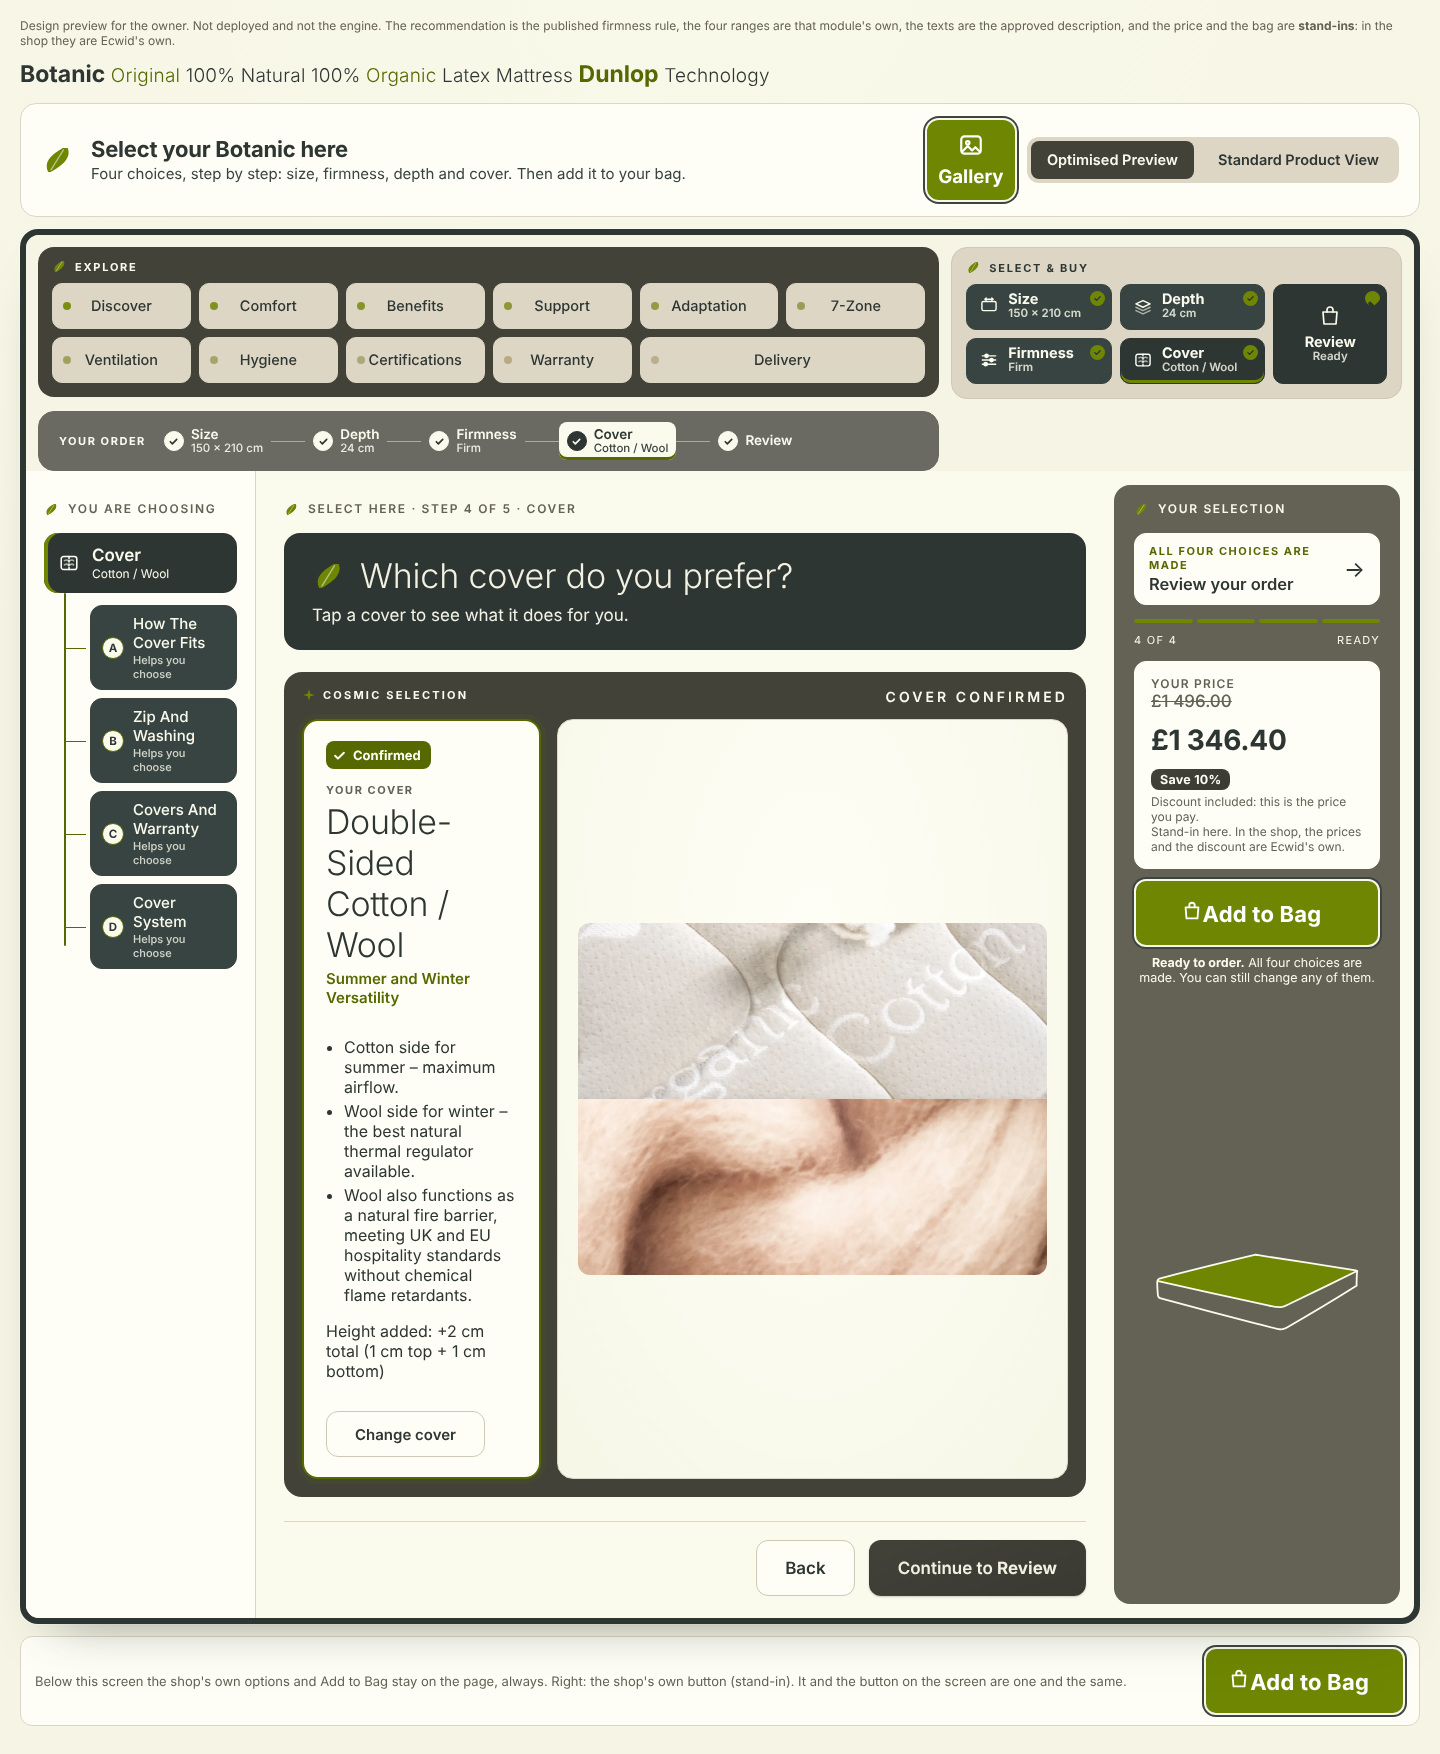 Design preview for the owner. Not deployed and not the engine. The recommendation is the published firmness rule, the four ranges are that module's own, the texts are the approved description, and the price and the bag are stand-ins: in the
shop they are Ecwid's own.
Botanic Original 100% Natural 100% Organic Latex Mattress Dunlop Technology
Select your Botanic here
Four choices, step by step: size, firmness, depth and cover. Then add it to your bag.
Gallery
Optimised Preview
Standard Product View
EXPLORE
Discover
Comfort
Benefits
Support
Adaptation
7-Zone
Ventilation
Hygiene
Certifications
Warranty
Delivery
SELECT & BUY
Size
150 × 210 cm
Depth
24 cm
Firmness
Firm
Cover
Cotton / Wool
Review
Ready
YOUR ORDER
Size
150 × 210 cm
Depth
24 cm
Firmness
Firm
Cover
Cotton / Wool
Review
YOU ARE CHOOSING
Cover
Cotton / Wool
A
How The
Cover Fits
Helps you
choose
B
Zip And
Washing
Helps you
choose
C
Covers And
Warranty
Helps you
choose
D
Cover
System
Helps you
choose
SELECT HERE · STEP 4 OF 5 · COVER
Which cover do you prefer?
Tap a cover to see what it does for you.
COSMIC SELECTION
COVER CONFIRMED
Confirmed
YOUR COVER
Double-
Sided
Cotton /
Wool
Summer and Winter
Versatility
• Cotton side for
summer – maximum
airflow.
• Wool side for winter –
the best natural
thermal regulator
available.
• Wool also functions as
a natural fire barrier,
meeting UK and EU
hospitality standards
without chemical
flame retardants.
Height added: +2 cm
total (1 cm top + 1 cm
bottom)
Change cover
ganic Cotton
Back
Continue to Review
YOUR SELECTION
ALL FOUR CHOICES ARE
MADE
Review your order
4 OF 4
READY
YOUR PRICE
£1 496.00
£1 346.40
Save 10%
Discount included: this is the price
you pay.
Stand-in here. In the shop, the prices
and the discount are Ecwid's own.
Add to Bag
Ready to order. All four choices are
made. You can still change any of them.
Below this screen the shop's own options and Add to Bag stay on the page, always. Right: the shop's own button (stand-in). It and the button on the screen are one and the same.
Add to Bag